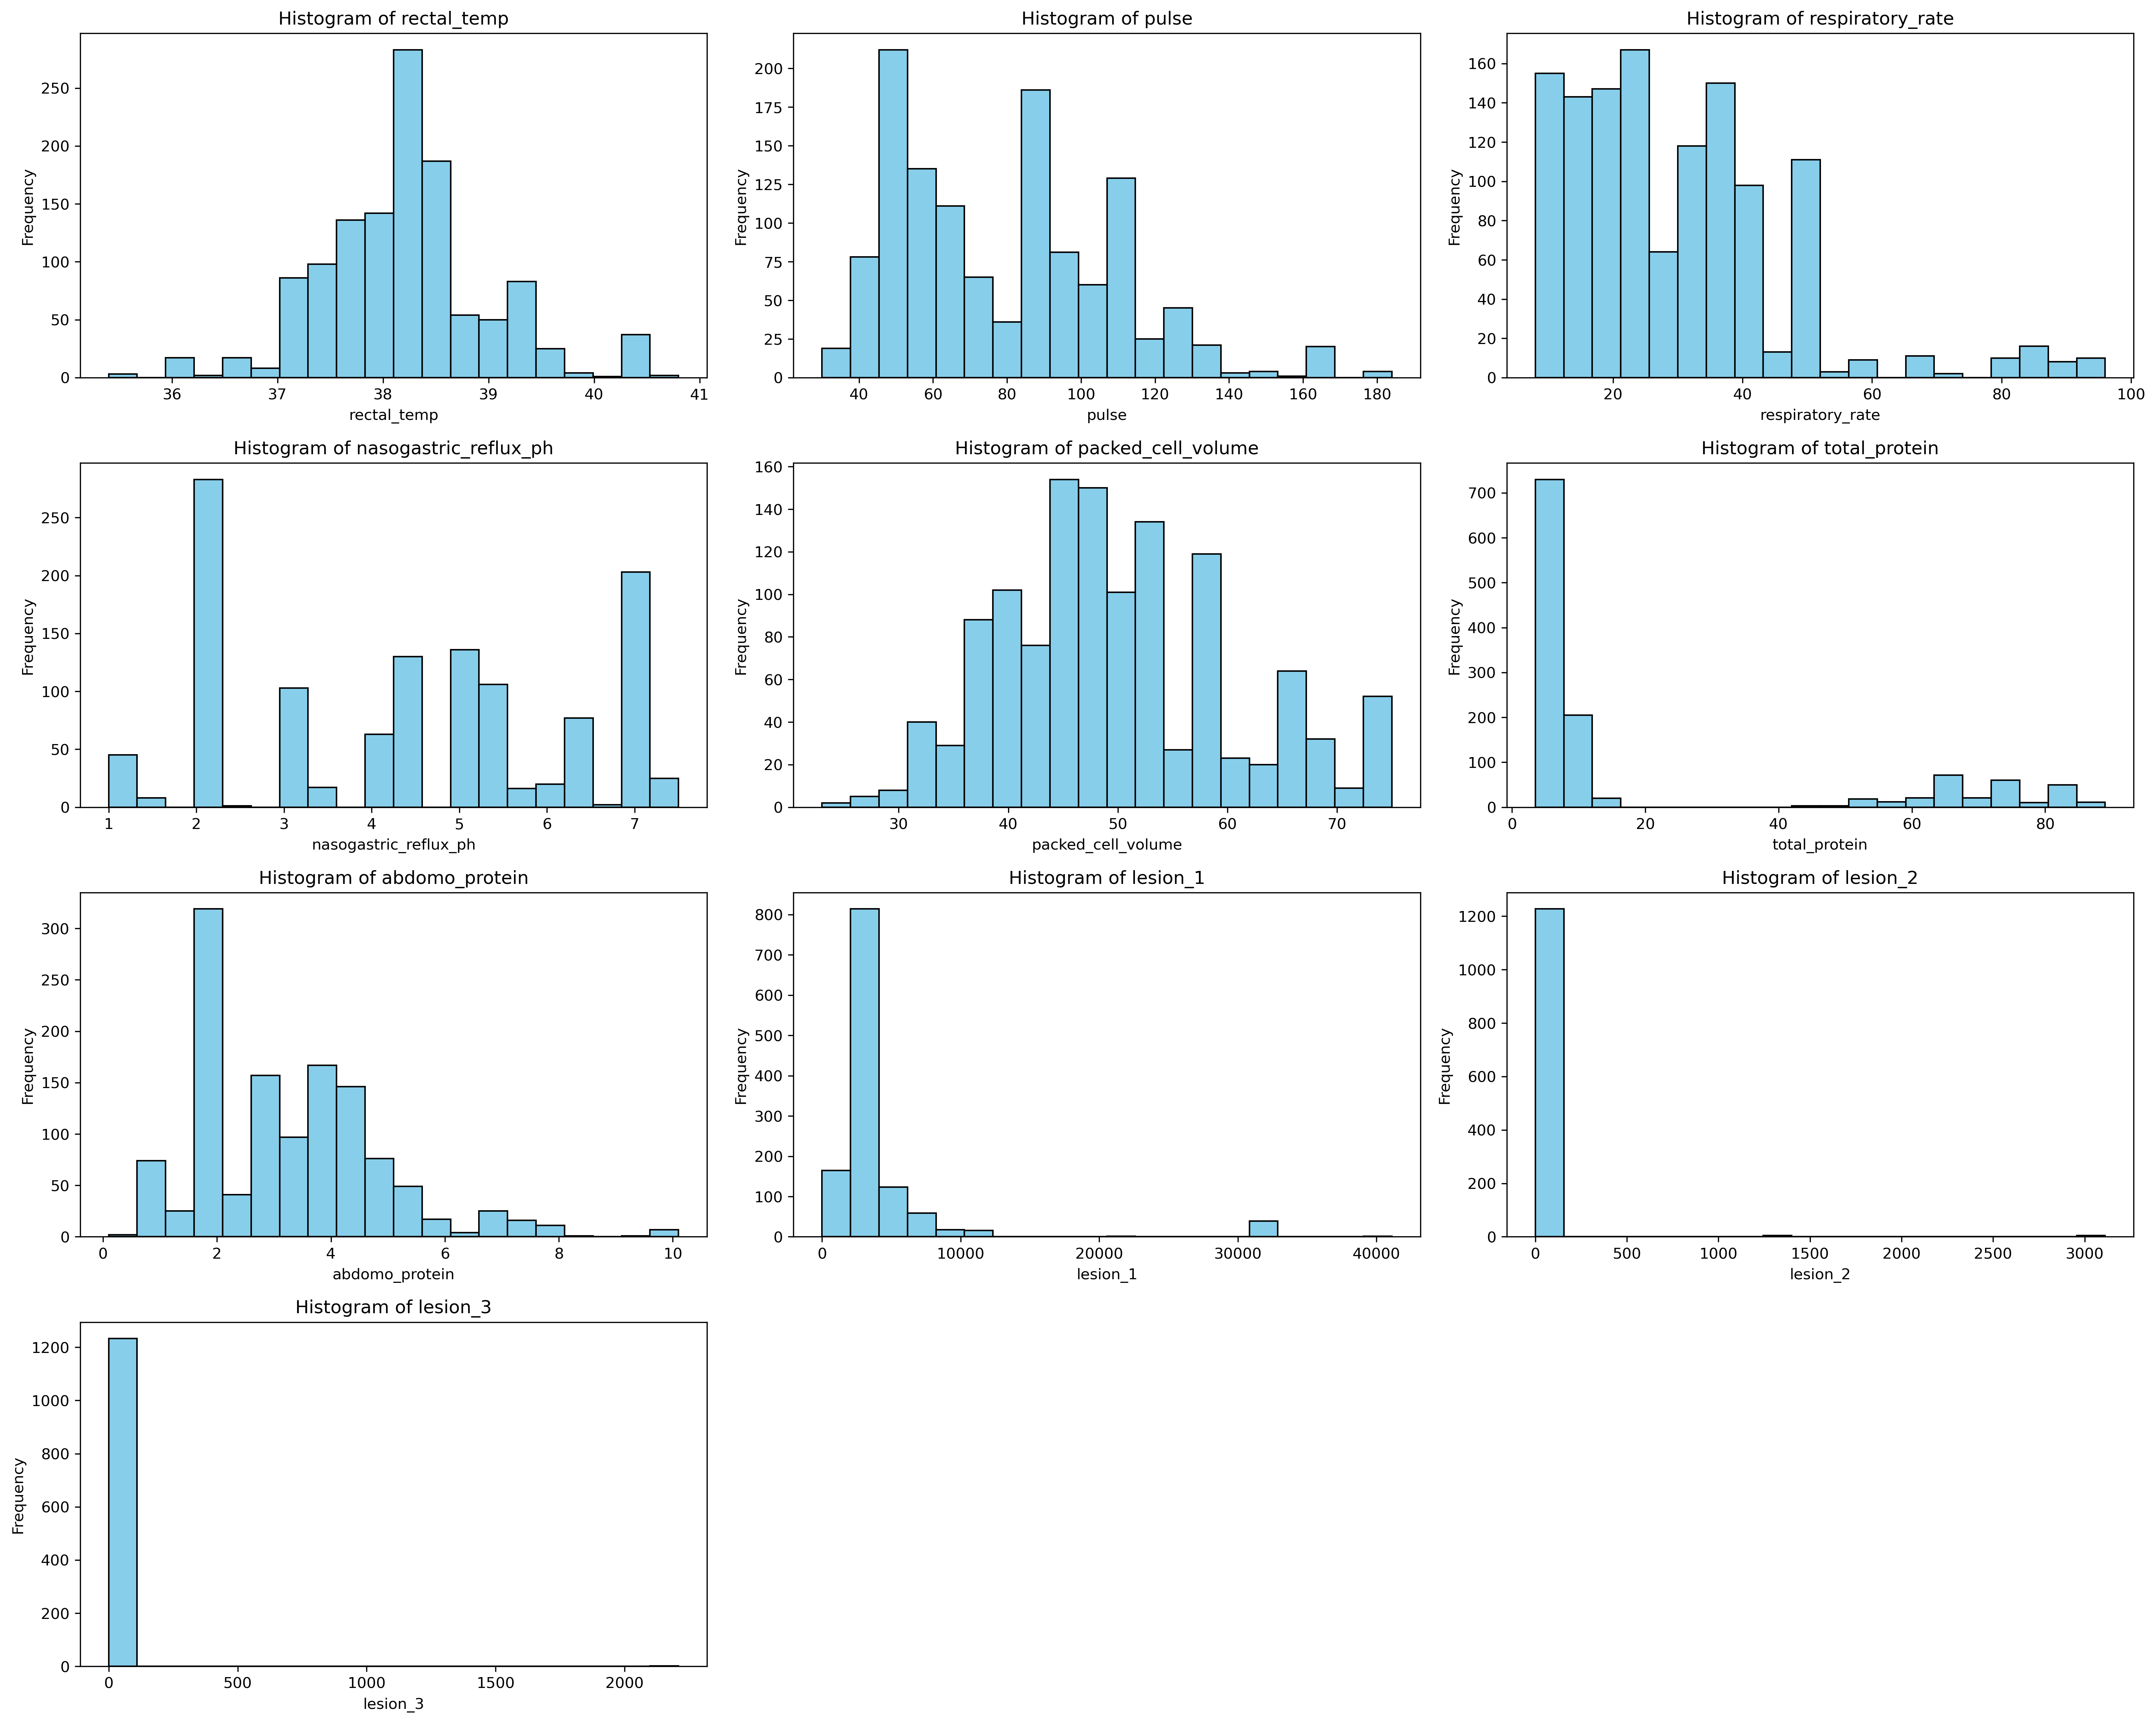 Histogram of rectal_temp
Frequency
250
200
150
100
50
0
36 37 38 39 40 41
rectal_temp
Histogram of pulse
Frequency
200
175
150
125
100
75
50
25
0
40 60 80 100 120 140 160 180
pulse
Histogram of respiratory_rate
Frequency
160
140
120
100
80
60
40
20
0
20 40 60 80 100
respiratory_rate
Histogram of nasogastric_reflux_ph
Frequency
250
200
150
100
50
0
1 2 3 4 5 6 7
nasogastric_reflux_ph
Histogram of packed_cell_volume
Frequency
160
140
120
100
80
60
40
20
0
30 40 50 60 70
packed_cell_volume
Histogram of total_protein
Frequency
700
600
500
400
300
200
100
0
0 20 40 60 80
total_protein
Histogram of abdomo_protein
Frequency
300
250
200
150
100
50
0
0 2 4 6 8 10
abdomo_protein
Histogram of lesion_1
Frequency
800
700
600
500
400
300
200
100
0
0 10000 20000 30000 40000
lesion_1
Histogram of lesion_2
Frequency
1200
1000
800
600
400
200
0
0 500 1000 1500 2000 2500 3000
lesion_2
Histogram of lesion_3
Frequency
1200
1000
800
600
400
200
0
0 500 1000 1500 2000
lesion_3